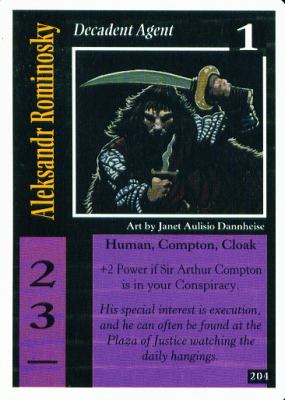 Aleksandr Rominosky
Decadent Agent
1
Art by Janet Aulisio Dannheise
Human, Compton, Cloak
2
3
—
+2 Power if Sir Arthur Compton
is in your Conspiracy.
His special interest is execution,
and he can often be found at the
Plaza of Justice watching the
daily hangings.
204